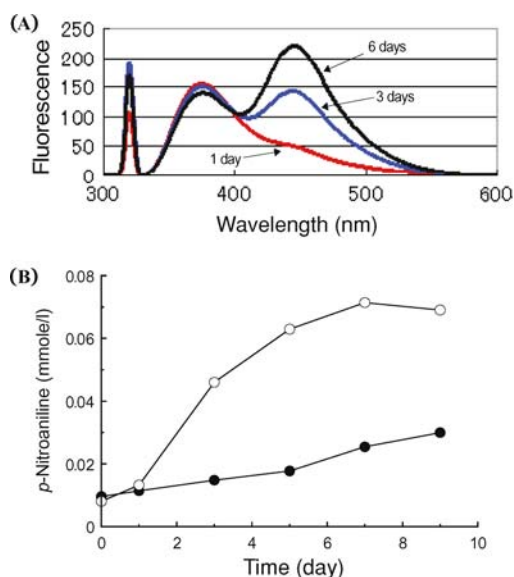 (A)
Fluorescence
250
200
150
100
50
0
6 days
3 days
1 day
300
400
500
600
Wavelength (nm)
(B)
p-Nitroaniline (mmole/l)
0.08
0.06
0.04
0.02
0
0
2
4
6
8
10
Time (day)